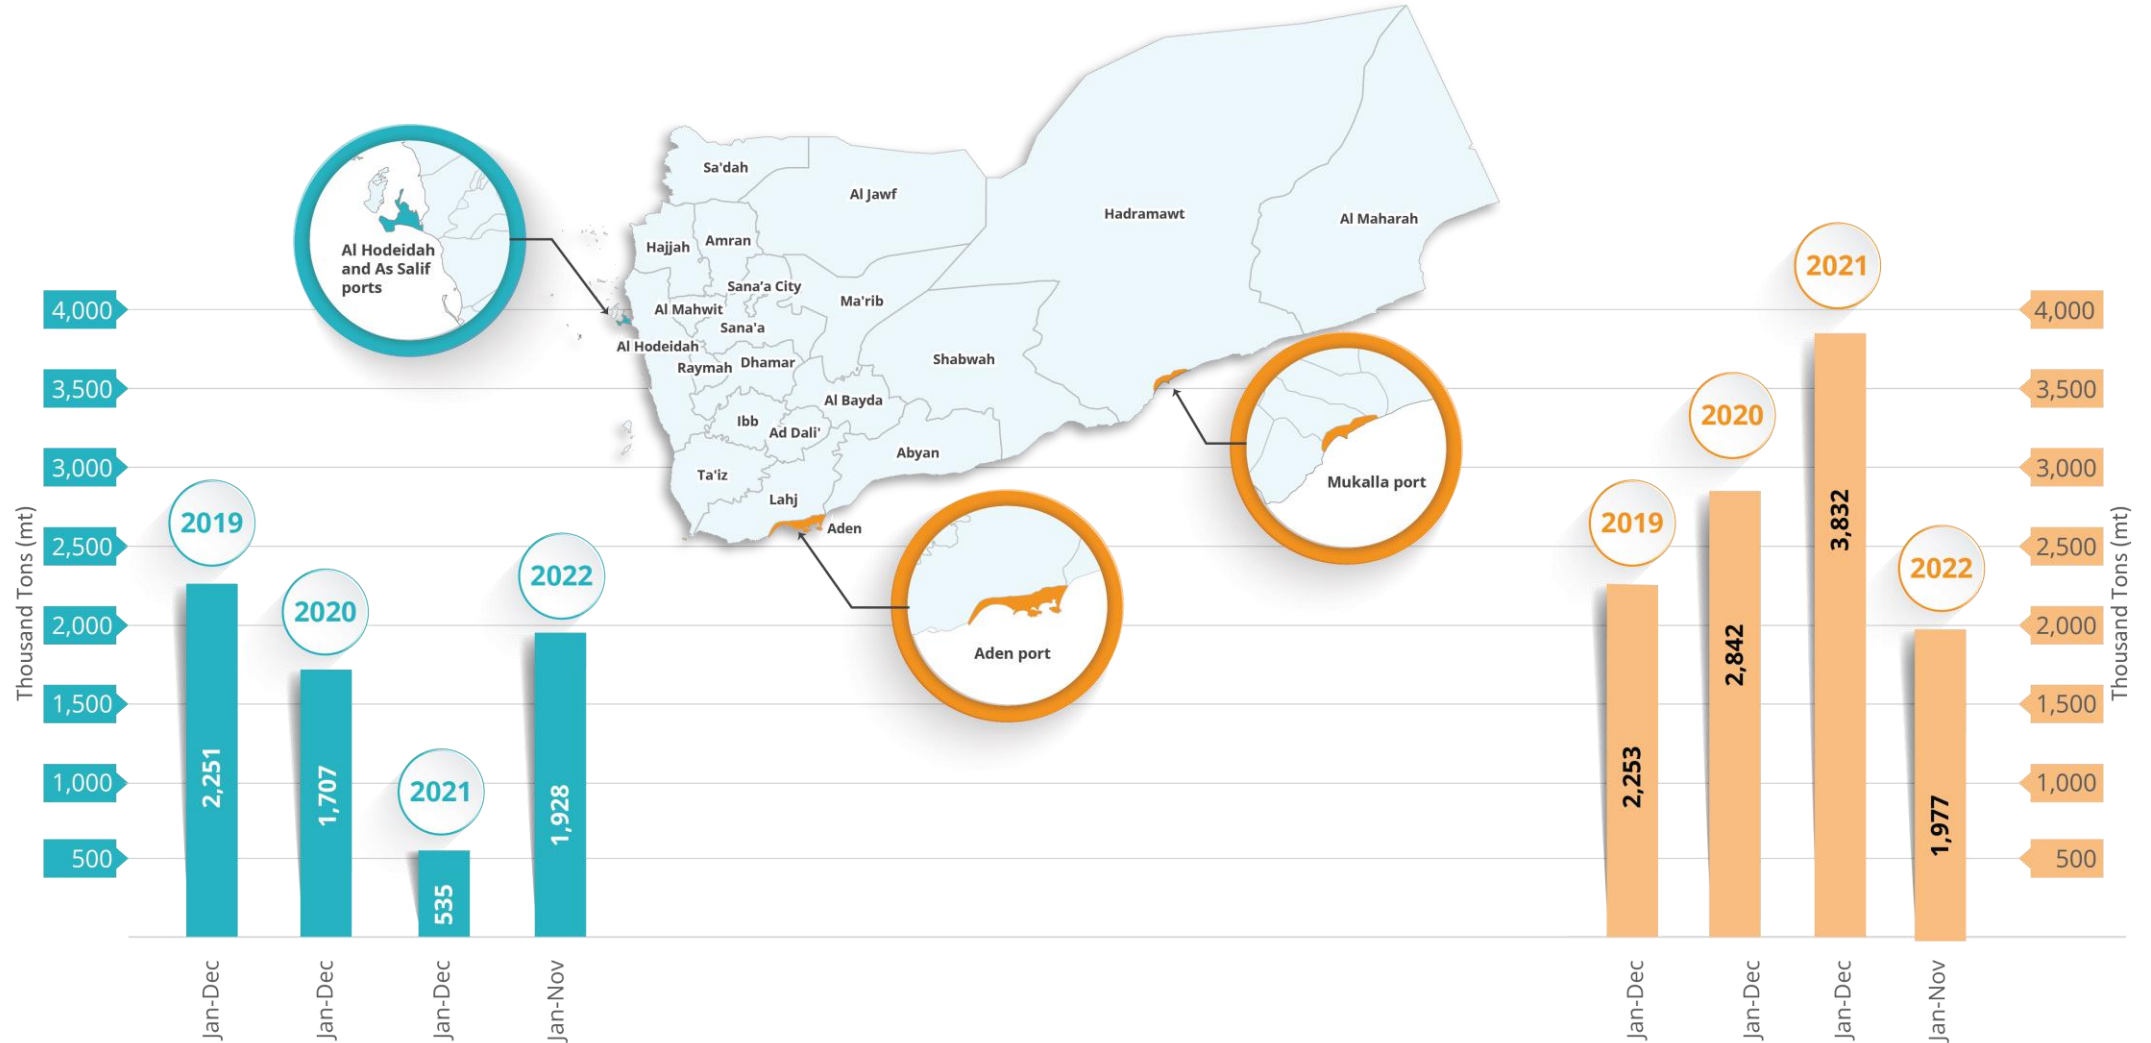 Thousand Tons (mt)
4,000
3,500
3,000
2,500
2,000
1,500
1,000
500
2019
2020
2021
2022
2,251
1,707
535
1,928
Jan-Dec
Jan-Dec
Jan-Dec
Jan-Nov
Al Hodeidah
and As Salif
ports
Sa'dah
Al Jawf
Hadramawt
Al Maharah
Hajjah
Amran
Sana'a City
Al Mahwit
Ma'rib
Sana'a
Al Hodeidah
Raymah
Dhamar
Shabwah
Al Bayda
Ibb
Ad Dali'
Abyan
Ta'iz
Lahj
Aden
Aden port
Mukalla port
2019
2020
2021
2022
2,253
2,842
3,832
1,977
Jan-Dec
Jan-Dec
Jan-Dec
Jan-Nov
4,000
3,500
3,000
2,500
2,000
1,500
1,000
500
Thousand Tons (mt)